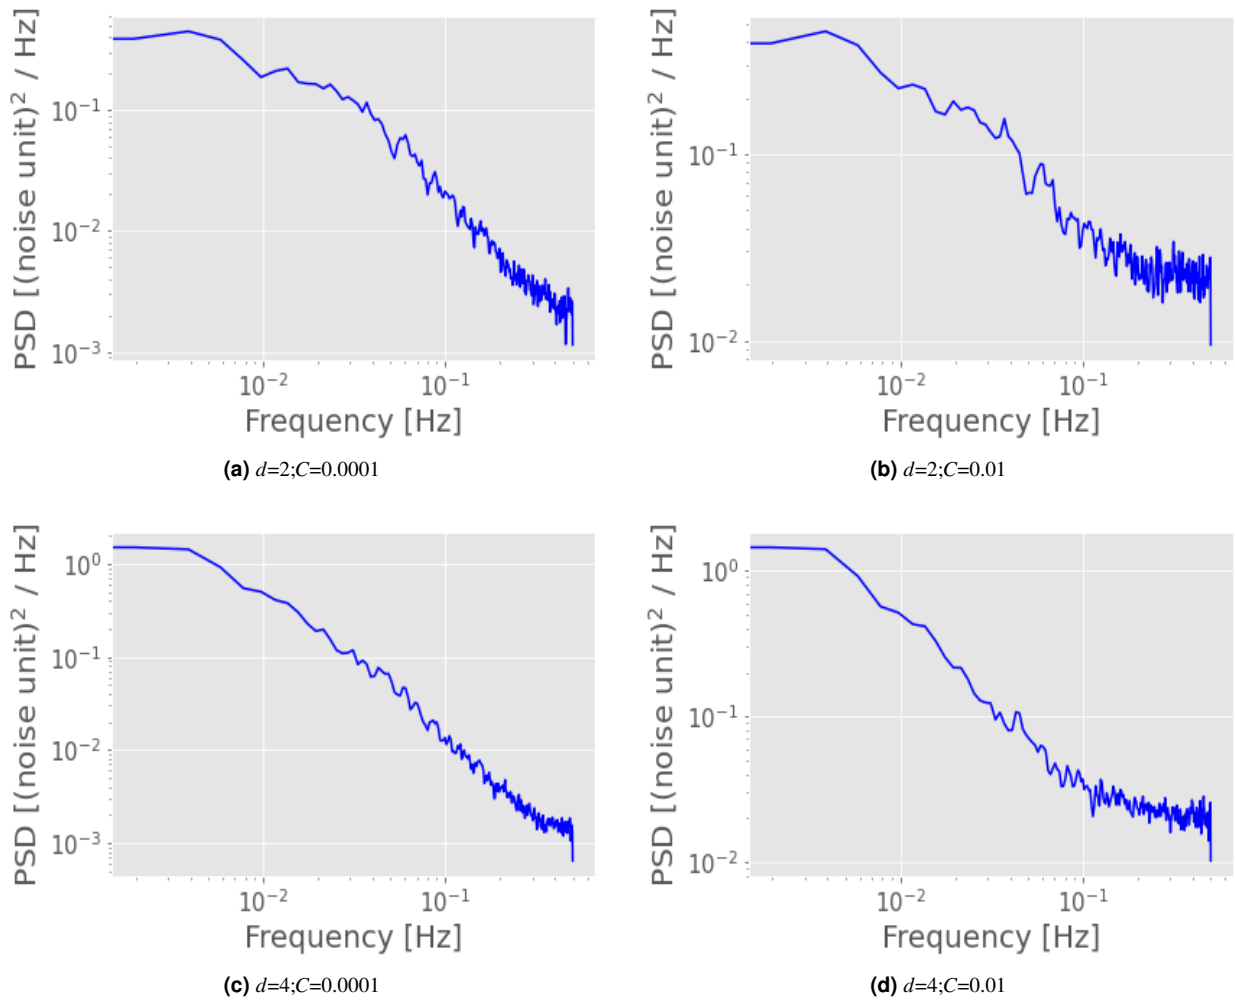 PSD [(noise unit)² / Hz]
10⁻¹
10⁻²
10⁻³
10⁻² 10⁻¹
Frequency [Hz]
(a) d=2;C=0.0001
PSD [(noise unit)² / Hz]
10⁻¹
10⁻²
10⁻² 10⁻¹
Frequency [Hz]
(b) d=2;C=0.01
PSD [(noise unit)² / Hz]
10⁰
10⁻¹
10⁻²
10⁻³
10⁻² 10⁻¹
Frequency [Hz]
(c) d=4;C=0.0001
PSD [(noise unit)² / Hz]
10⁰
10⁻¹
10⁻²
10⁻² 10⁻¹
Frequency [Hz]
(d) d=4;C=0.01